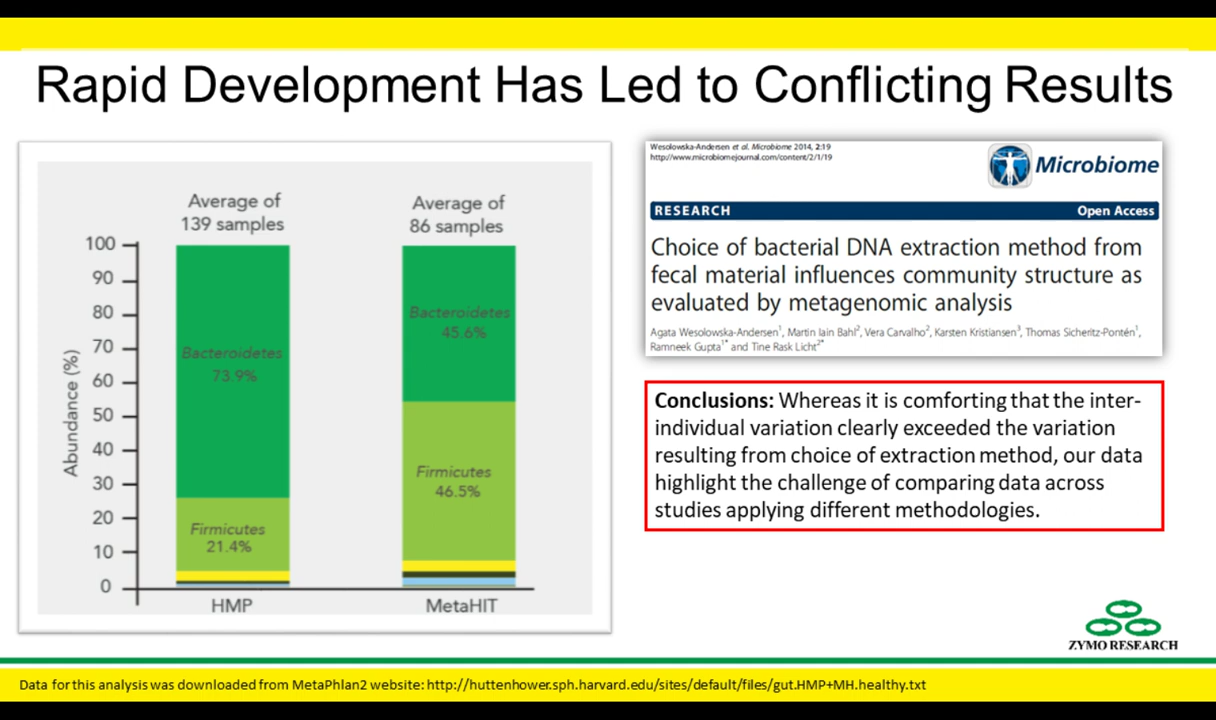 Rapid Development Has Led to Conflicting Results
Average of
139 samples
Average of
86 samples
100
90
80
70
60
50
40
30
20
10
0
Abundance (%)
Bacteroidetes
73.9%
Firmicutes
21.4%
Bacteroidetes
45.6%
Firmicutes
46.5%
HMP
MetaHIT
Wesolowska-Andersen et al. Microbiome 2014, 2:19
http://www.microbiomejournal.com/content/2/1/19
Microbiome
RESEARCH
Open Access
Choice of bacterial DNA extraction method from
fecal material influences community structure as
evaluated by metagenomic analysis
Agata Wesolowska-Andersen1, Martin Iain Bahl2, Vera Carvalho2, Karsten Kristiansen3, Thomas Sicheritz-Pontén1,
Ramneek Gupta1* and Tine Rask Licht2*
Conclusions: Whereas it is comforting that the inter-
individual variation clearly exceeded the variation
resulting from choice of extraction method, our data
highlight the challenge of comparing data across
studies applying different methodologies.
ZYMO RESEARCH
Data for this analysis was downloaded from MetaPhlan2 website: http://huttenhower.sph.harvard.edu/sites/default/files/gut.HMP+MH.healthy.txt